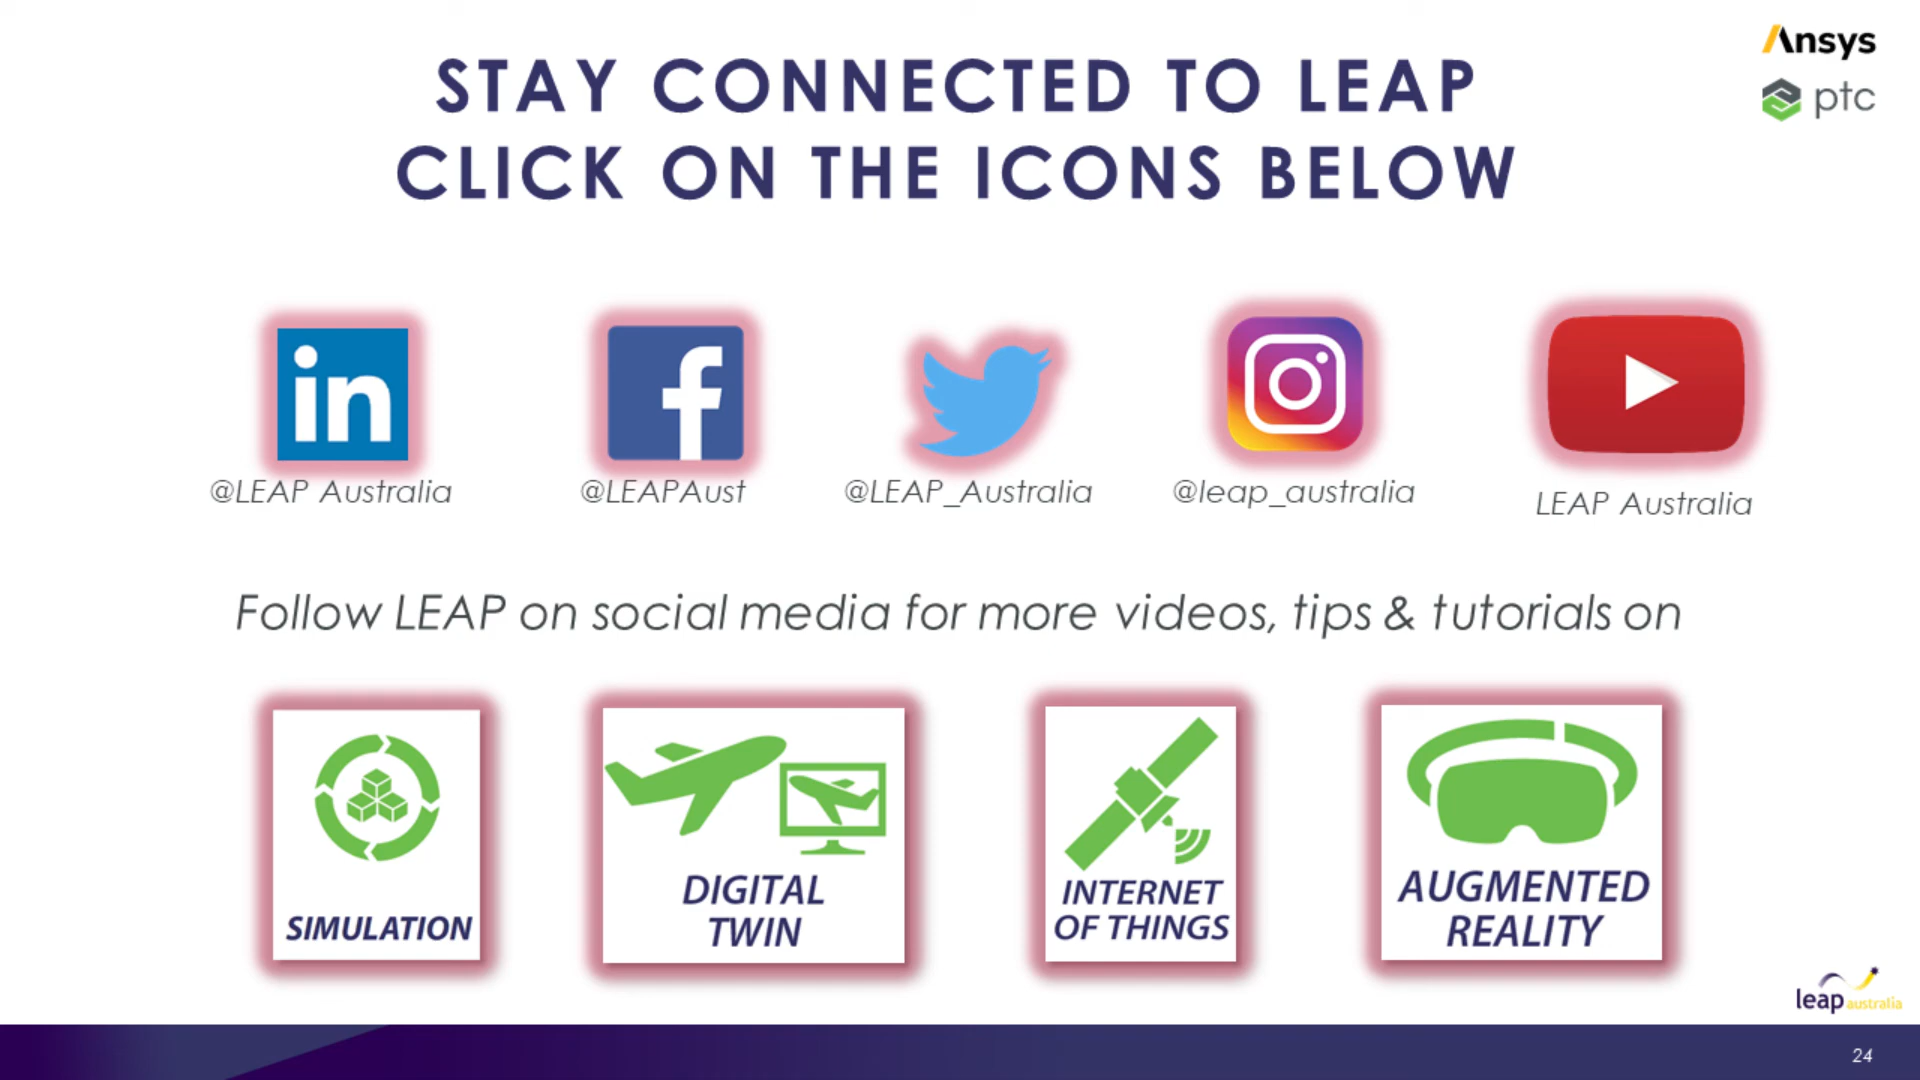 STAY CONNECTED TO LEAP
CLICK ON THE ICONS BELOW
Ansys
ptc
in
f
@LEAP Australia
@LEAPAust
@LEAP_Australia
@leap_australia
LEAP Australia
Follow LEAP on social media for more videos, tips & tutorials on
SIMULATION
DIGITAL
TWIN
INTERNET
OF THINGS
AUGMENTED
REALITY
leap australia
24